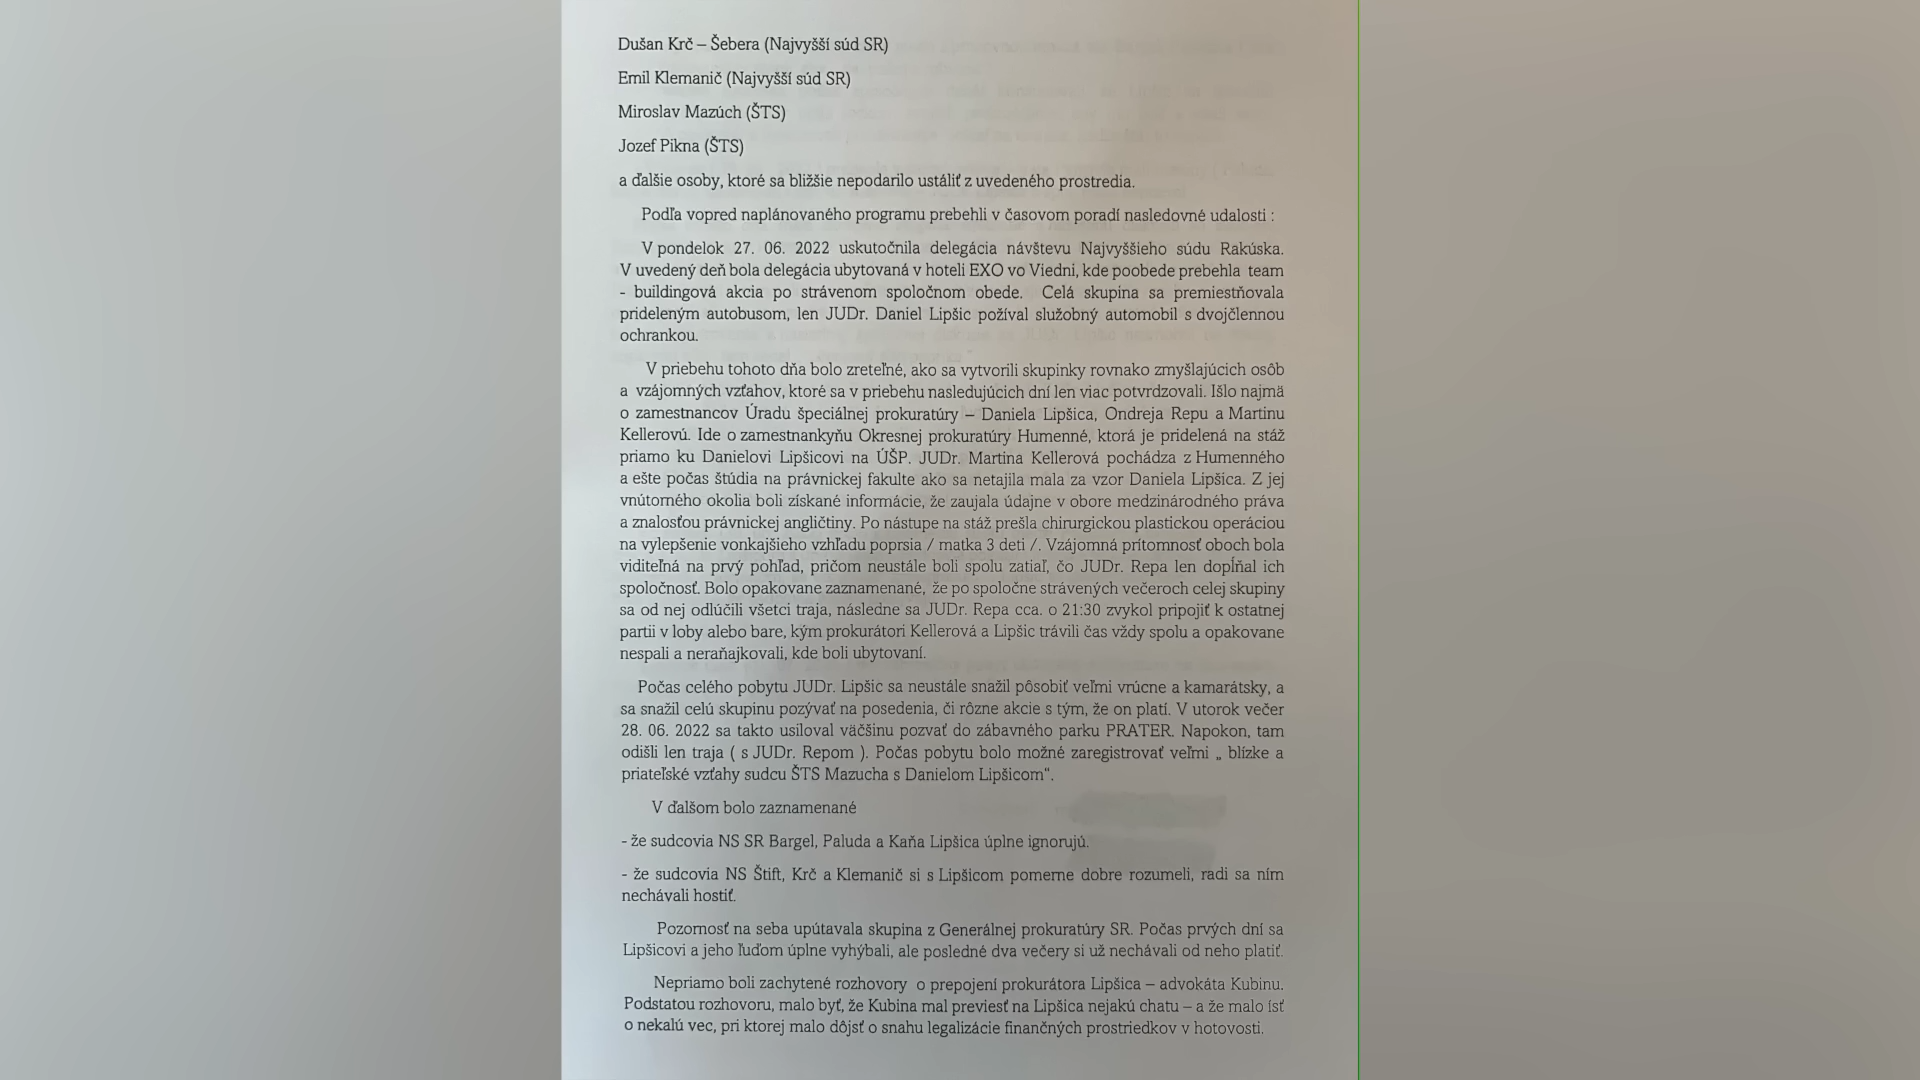 Dušan Krč – Šebera (Najvyšší súd SR)
Emil Klemanič (Najvyšší súd SR)
Miroslav Mazúch (ŠTS)
Jozef Pikna (ŠTS)
a ďalšie osoby, ktoré sa bližšie nepodarilo ustáliť z uvedeného prostredia.
Podľa vopred naplánovaného programu prebehli v časovom poradí nasledovné udalosti :
V pondelok 27. 06. 2022 uskutočnila delegácia návštevu Najvyššieho súdu Rakúska.
V uvedený deň bola delegácia ubytovaná v hoteli EXO vo Viedni, kde poobede prebehla team
- buildingová akcia po strávenom spoločnom obede. Celá skupina sa premiestňovala
prideleným autobusom, len JUDr. Daniel Lipšic požíval služobný automobil s dvojčlennou
ochrankou.
V priebehu tohoto dňa bolo zreteľné, ako sa vytvorili skupinky rovnako zmyšlajúcich osôb
a vzájomných vzťahov, ktoré sa v priebehu nasledujúcich dní len viac potvrdzovali. Išlo najmä
o zamestnancov Úradu špeciálnej prokuratúry – Daniela Lipšica, Ondreja Repu a Martinu
Kellerovú. Ide o zamestnankyňu Okresnej prokuratúry Humenné, ktorá je pridelená na stáž
priamo ku Danielovi Lipšicovi na ÚŠP. JUDr. Martina Kellerová pochádza z Humenného
a ešte počas štúdia na právnickej fakulte ako sa netajila mala za vzor Daniela Lipšica. Z jej
vnútorného okolia boli získané informácie, že zaujala údajne v obore medzinárodného práva
a znalosťou právnickej angličtiny. Po nástupe na stáž prešla chirurgickou plastickou operáciou
na vylepšenie vonkajšieho vzhľadu poprsia / matka 3 deti /. Vzájomná prítomnosť oboch bola
viditeľná na prvý pohľad, pričom neustále boli spolu zatiaľ, čo JUDr. Repa len dopĺňal ich
spoločnosť. Bolo opakovane zaznamenané, že po spoločne strávených večeroch celej skupiny
sa od nej odlúčili všetci traja, následne sa JUDr. Repa cca. o 21:30 zvykol pripojiť k ostatnej
partii v loby alebo bare, kým prokurátori Kellerová a Lipšic trávili čas vždy spolu a opakovane
nespali a neraňajkovali, kde boli ubytovaní.
Počas celého pobytu JUDr. Lipšic sa neustále snažil pôsobiť veľmi vrúcne a kamarátsky, a
sa snažil celú skupinu pozývať na posedenia, či rôzne akcie s tým, že on platí. V utorok večer
28. 06. 2022 sa takto usiloval väčšinu pozvať do zábavného parku PRATER. Napokon, tam
odišli len traja ( s JUDr. Repom ). Počas pobytu bolo možné zaregistrovať veľmi „ blízke a
priateľské vzťahy sudcu ŠTS Mazucha s Danielom Lipšicom“.
V ďalšom bolo zaznamenané
- že sudcovia NS SR Bargel, Paluda a Kaňa Lipšica úplne ignorujú.
- že sudcovia NS Štift, Krč a Klemanič si s Lipšicom pomerne dobre rozumeli, radi sa ním
nechávali hostiť.
Pozornosť na seba upútavala skupina z Generálnej prokuratúry SR. Počas prvých dní sa
Lipšicovi a jeho ľuďom úplne vyhýbali, ale posledné dva večery si už nechávali od neho platiť.
Nepriamo boli zachytené rozhovory o prepojení prokurátora Lipšica – advokáta Kubinu.
Podstatou rozhovoru, malo byť, že Kubina mal previesť na Lipšica nejakú chatu – a že malo ísť
o nekalú vec, pri ktorej malo dôjsť o snahu legalizácie finančných prostriedkov v hotovosti.